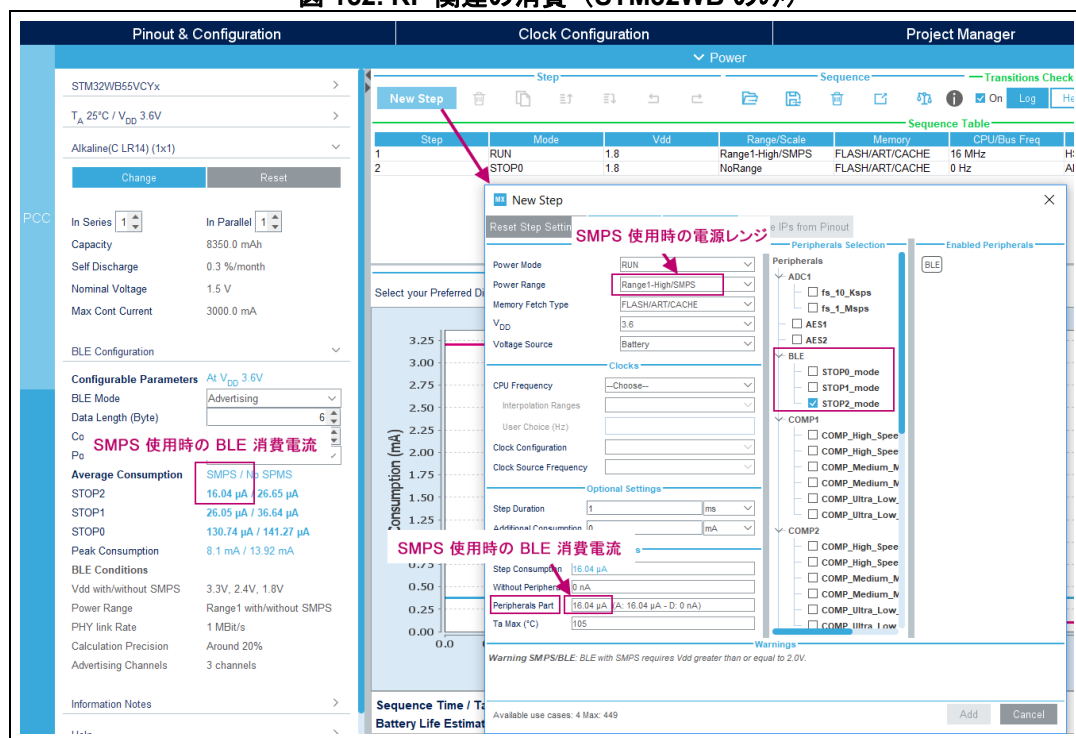 Pinout & Configuration
Clock Configuration
Project Manager
Power
PCC
STM32WB55VCYx
TA 25°C / VDD 3.6V
Alkaline(C LR14) (1x1)
Change
Reset
In Series 1
In Parallel 1
Capacity 8350.0 mAh
Self Discharge 0.3 %/month
Nominal Voltage 1.5 V
Max Cont Current 3000.0 mA
BLE Configuration
Configurable Parameters At VDD 3.6V
BLE Mode Advertising
Data Length (Byte) 6
Co
SMPS 使用時の BLE 消費電流
Po
Average Consumption SMPS / No SPMS
STOP2 16.04 µA / 26.65 µA
STOP1 26.05 µA / 36.64 µA
STOP0 130.74 µA / 141.27 µA
Peak Consumption 8.1 mA / 13.92 mA
BLE Conditions
Vdd with/without SMPS 3.3V, 2.4V, 1.8V
Power Range Range1 with/without SMPS
PHY link Rate 1 MBit/s
Calculation Precision Around 20%
Advertising Channels 3 channels
Information Notes
Step
Sequence
Transitions Check
New Step
On
Log
He
Sequence Table
Step Mode Vdd Range/Scale Memory CPU/Bus Freq
1 RUN 1.8 Range1-High/SMPS FLASH/ART/CACHE 16 MHz HS
2 STOP0 1.8 NoRange FLASH/ART/CACHE 0 Hz
Select your Preferred Di
Consumption (mA)
3.25
3.00
2.75
2.50
2.25
2.00
1.75
1.50
1.25
0.75
0.50
0.25
0.00
0.0
Sequence Time / Ta
Battery Life Estimat
MX New Step
Reset Step Settin
e IPs from Pinout
SMPS 使用時の電源レンジ
Power Mode RUN
Power Range Range1-High/SMPS
Memory Fetch Type FLASH/ART/CACHE
VDD 3.6
Voltage Source Battery
Clocks
CPU Frequency --Choose--
Interpolation Ranges
User Choice (Hz)
Clock Configuration
Clock Source Frequency
Optional Settings
Step Duration 1 ms
Additional Consumption 0 mA
SMPS 使用時の BLE 消費電流
s
Step Consumption 16.04 µA
Without Peripher 0 nA
Peripherals Part 16.04 µA (A: 16.04 µA - D: 0 nA)
Ta Max (°C) 105
Peripherals Selection
Peripherals
ADC1
fs_10_Ksps
fs_1_Msps
AES1
AES2
BLE
STOP0_mode
STOP1_mode
STOP2_mode
COMP1
COMP_High_Spee
COMP_High_Spee
COMP_Medium_M
COMP_Medium_M
COMP_Ultra_Low_
COMP_Ultra_Low_
COMP2
COMP_High_Spee
COMP_High_Spee
COMP_Medium_M
COMP_Medium_M
COMP_Ultra_Low_
COMP_Ultra_Low
Enabled Peripherals
BLE
Warnings
Warning SMPS/BLE: BLE with SMPS requires Vdd greater than or equal to 2.0V.
Available use cases: 4 Max: 449
Add
Cancel